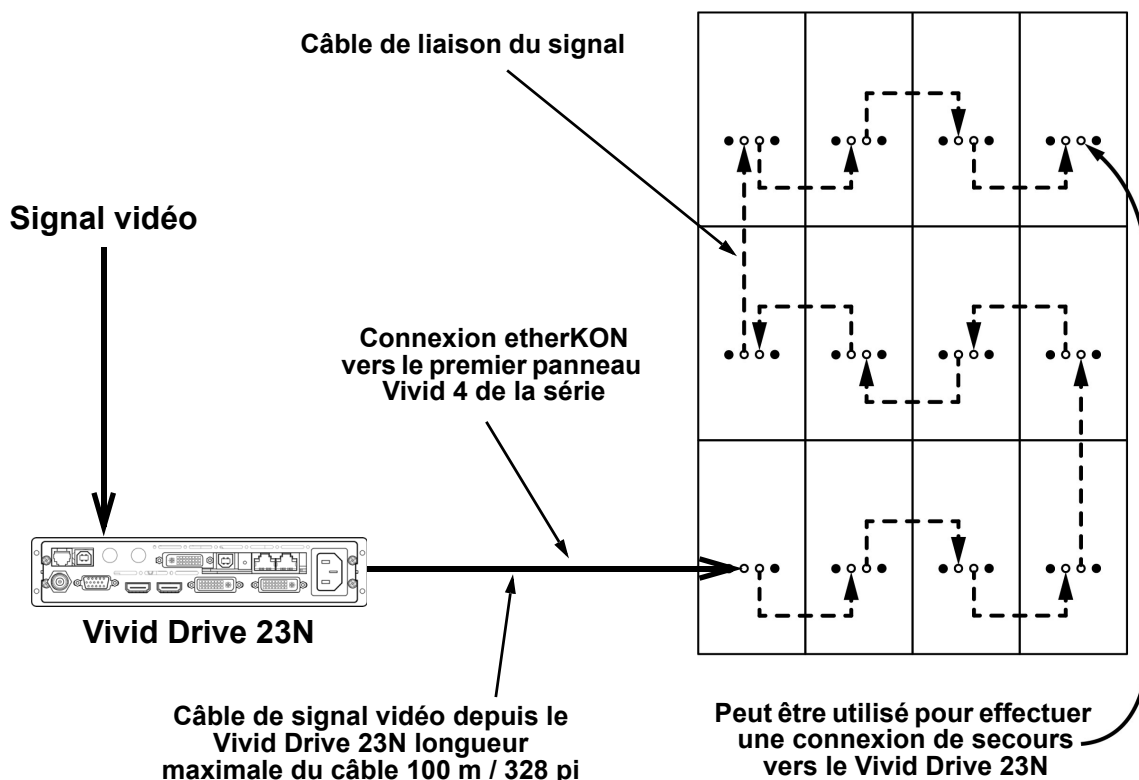 Câble de liaison du signal
Signal vidéo
Connexion etherKON
vers le premier panneau
Vivid 4 de la série
Vivid Drive 23N
Câble de signal vidéo depuis le
Vivid Drive 23N longueur
maximale du câble 100 m / 328 pi
Peut être utilisé pour effectuer
une connexion de secours
vers le Vivid Drive 23N